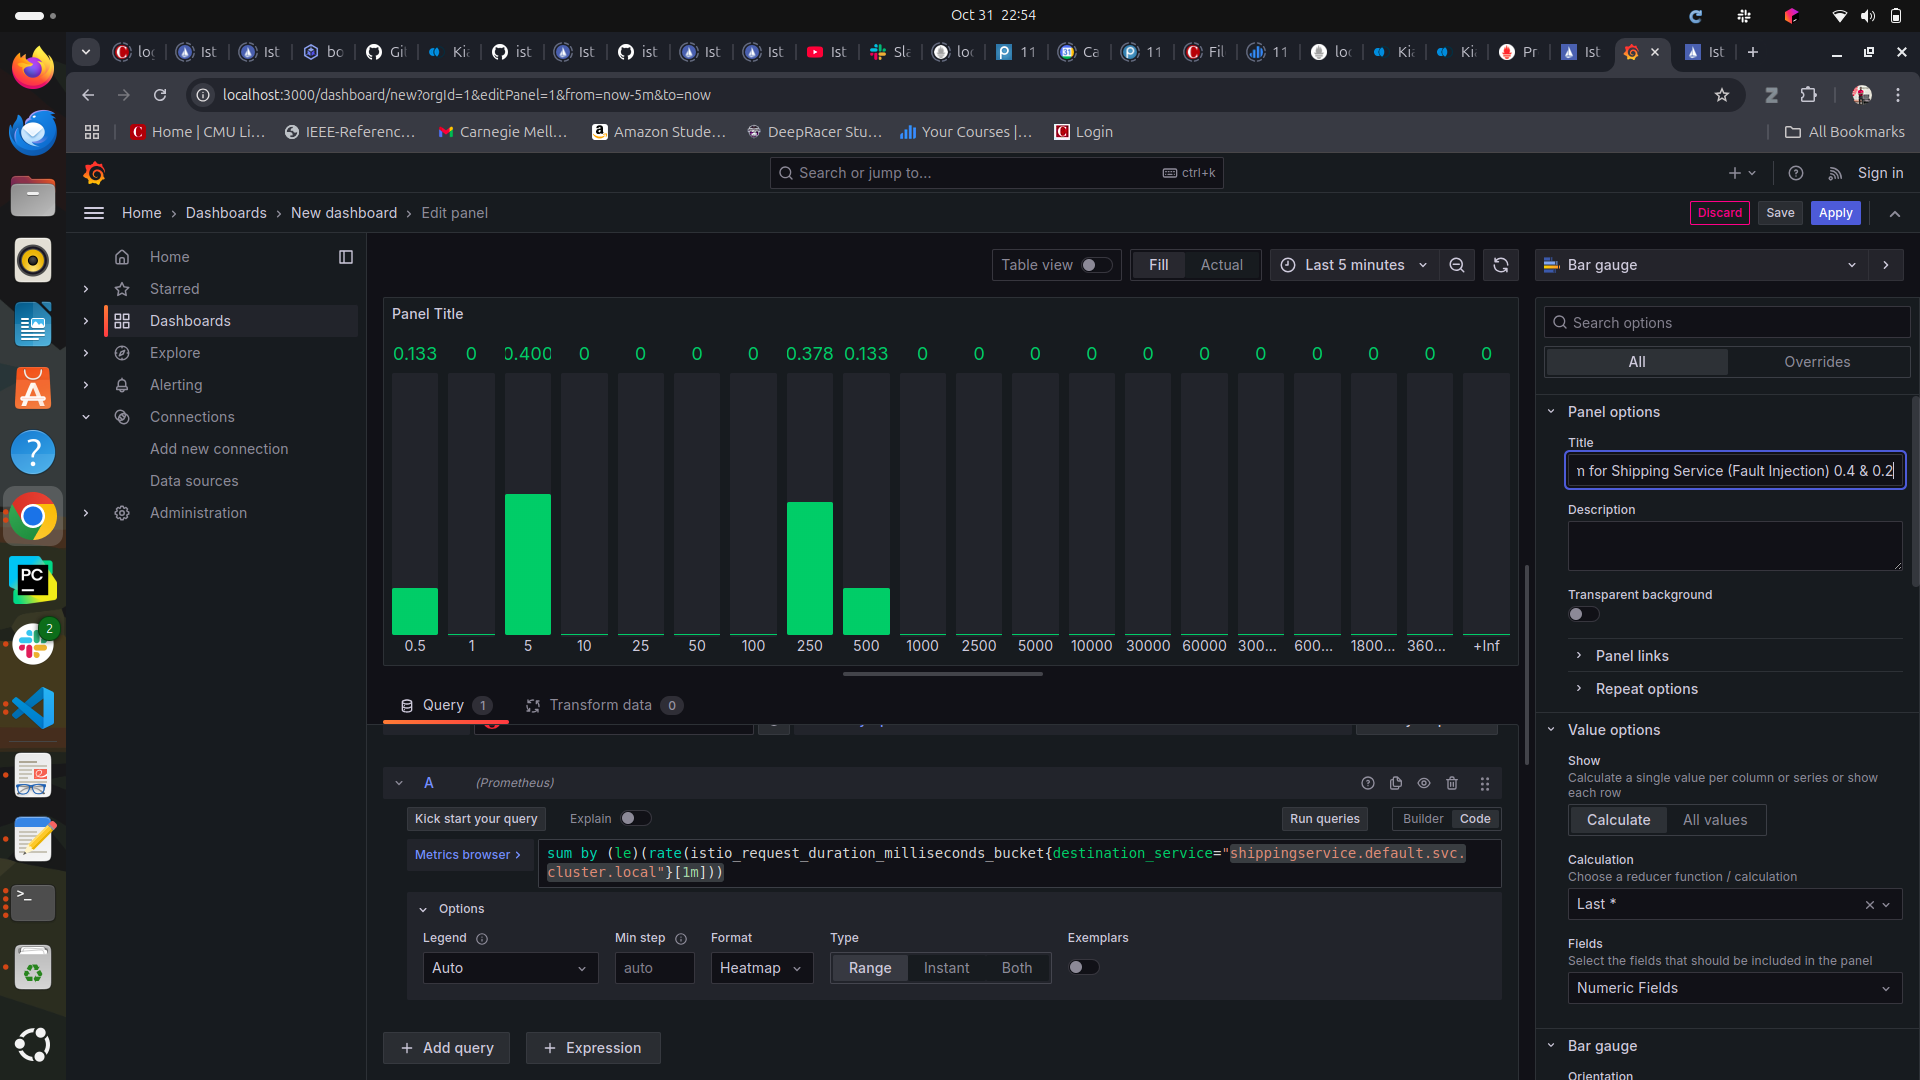 Oct 31 22:54
loc
Ist
Ist
bo
Git
Kia
ist
Ist
ist
Ist
Ist
Ist
Sla
loc
11
Ca
11
Fil
11
loc
Kia
Kia
Pr
Ist
Ist
localhost:3000/dashboard/new?orgId=1&editPanel=1&from=now-5m&to=now
Home | CMU Li...
IEEE-Referenc...
Carnegie Mell...
Amazon Stude...
DeepRacer Stu...
Your Courses |...
Login
All Bookmarks
Search or jump to...
ctrl+k
Sign in
Home › Dashboards › New dashboard › Edit panel
Discard
Save
Apply
Home
Starred
Dashboards
Explore
Alerting
Connections
Add new connection
Data sources
Administration
Table view
Fill
Actual
Last 5 minutes
Bar gauge
Panel Title
0.133 0 0.400 0 0 0 0 0.378 0.133 0 0 0 0 0 0 0 0 0 0 0
0.5 1 5 10 25 50 100 250 500 1000 2500 5000 10000 30000 60000 300... 600... 1800... 360... +Inf
Query 1
Transform data 0
A
(Prometheus)
Kick start your query
Explain
Run queries
Builder
Code
Metrics browser ›
sum by (le)(rate(istio_request_duration_milliseconds_bucket{destination_service="shippingservice.default.svc.
cluster.local"}[1m]))
Options
Legend
Min step
Format
Type
Exemplars
Auto
auto
Heatmap
Range
Instant
Both
+ Add query
+ Expression
Search options
All
Overrides
Panel options
Title
n for Shipping Service (Fault Injection) 0.4 & 0.2
Description
Transparent background
Panel links
Repeat options
Value options
Show
Calculate a single value per column or series or show
each row
Calculate
All values
Calculation
Choose a reducer function / calculation
Last *
Fields
Select the fields that should be included in the panel
Numeric Fields
Bar gauge
Orientation
PC
2